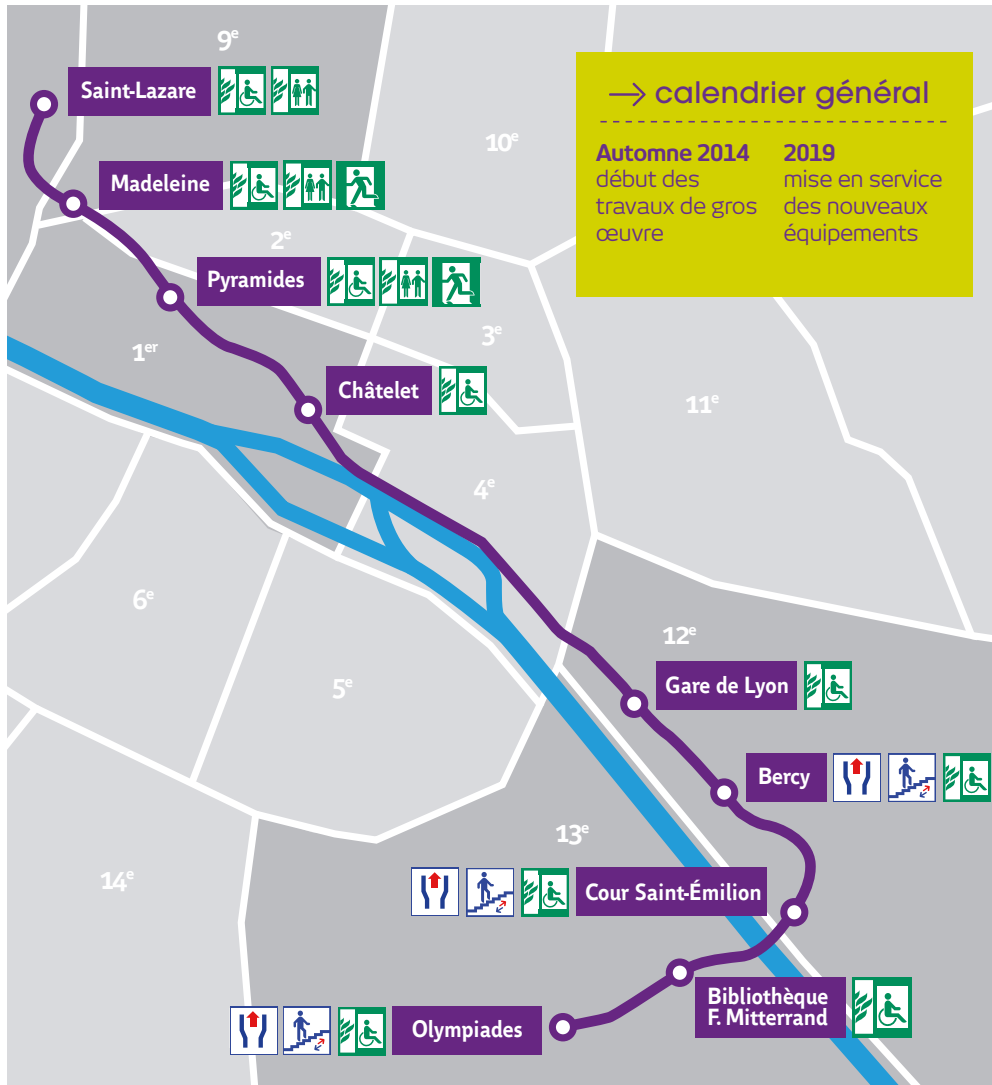 9e
Saint-Lazare
→ calendrier général
Automne 2014
début des
travaux de gros
œuvre
2019
mise en service
des nouveaux
équipements
10e
Madeleine
2e
Pyramides
3e
1er
Châtelet
11e
4e
6e
12e
5e
Gare de Lyon
Bercy
13e
14e
Cour Saint-Émilion
Bibliothèque
F. Mitterrand
Olympiades